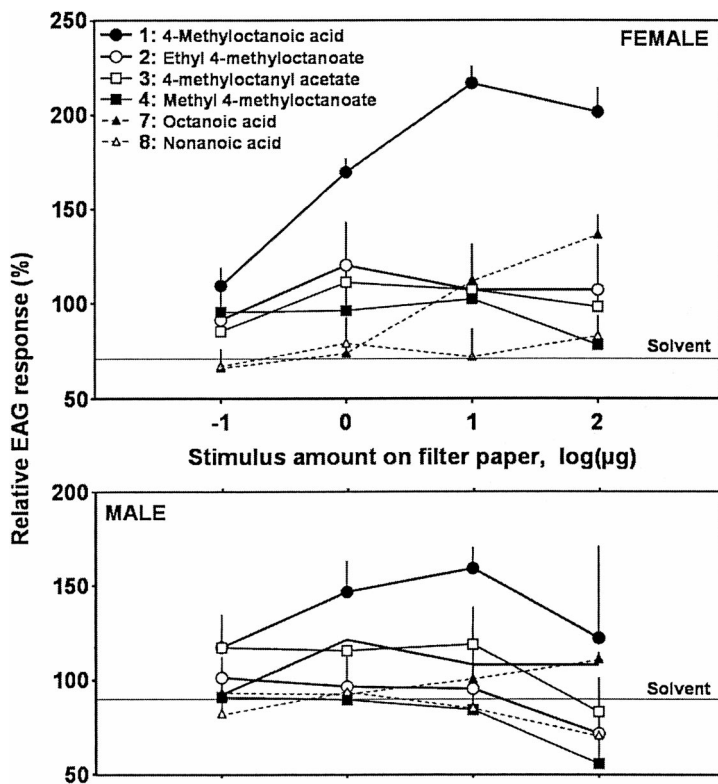 250
200
150
100
50
1: 4-Methyloctanoic acid
2: Ethyl 4-methyloctanoate
3: 4-methyloctanyl acetate
4: Methyl 4-methyloctanoate
7: Octanoic acid
8: Nonanoic acid
FEMALE
Solvent
-1 0 1 2
Stimulus amount on filter paper, log(µg)
Relative EAG response (%)
200
150
100
50
MALE
Solvent